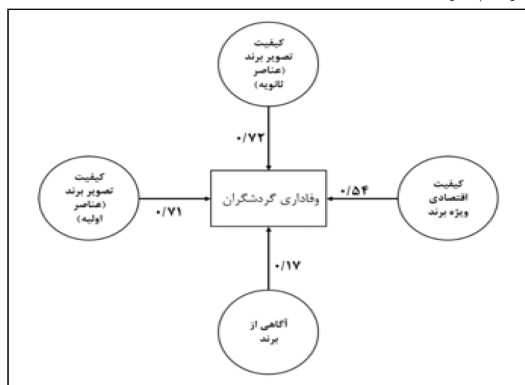 کیفیت
تصویر برند
(عناصر
ثانویه)
۰/۷۲
کیفیت
تصویر برند
(عناصر
اولیه)
۰/۷۱
وفاداری گردشگران
۰/۵۴
کیفیت
اقتصادی
ویژه برند
۰/۱۷
آگاهی از
برند